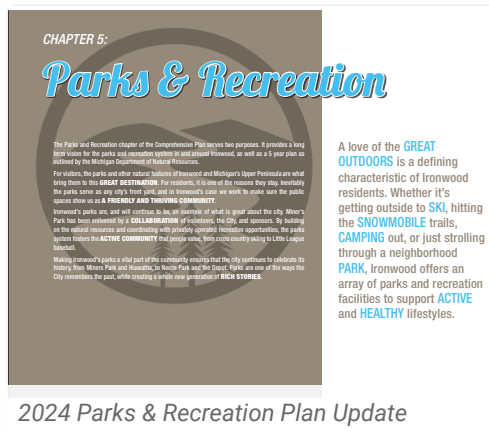 CHAPTER 5:
Parks & Recreation
The Parks and Recreation chapter of the Comprehensive Plan serves two purposes. It provides a long
term vision for the parks and recreation system in and around Ironwood, as well as a 5 year plan as
outlined by the Michigan Department of Natural Resources.
For visitors, the parks and other natural features of Ironwood and Michigan's Upper Peninsula are what
bring them to this GREAT DESTINATION. For residents, it is one of the reasons they stay. Inevitably
the parks serve as any city's front yard, and in Ironwood's case we work to make sure the public
spaces show us as A FRIENDLY AND THRIVING COMMUNITY.
Ironwood's parks are, and will continue to be, an example of what is great about the city. Miner's
Park has been enlivened by a COLLABORATION of volunteers, the City, and sponsors. By building
on the natural resources and coordinating with privately operated recreation opportunities, the parks
system fosters the ACTIVE COMMUNITY that people value, from cross country skiing to Little League
baseball.
Making Ironwood's parks a vital part of the community ensures that the city continues to celebrate its
history, from Miners Park and Hiawatha, to Norrie Park and the Depot. Parks are one of the ways the
City remembers the past, while creating a whole new generation of RICH STORIES.
A love of the GREAT
OUTDOORS is a defining
characteristic of Ironwood
residents. Whether it's
getting outside to SKI, hitting
the SNOWMOBILE trails,
CAMPING out, or just strolling
through a neighborhood
PARK, Ironwood offers an
array of parks and recreation
facilities to support ACTIVE
and HEALTHY lifestyles.
2024 Parks & Recreation Plan Update